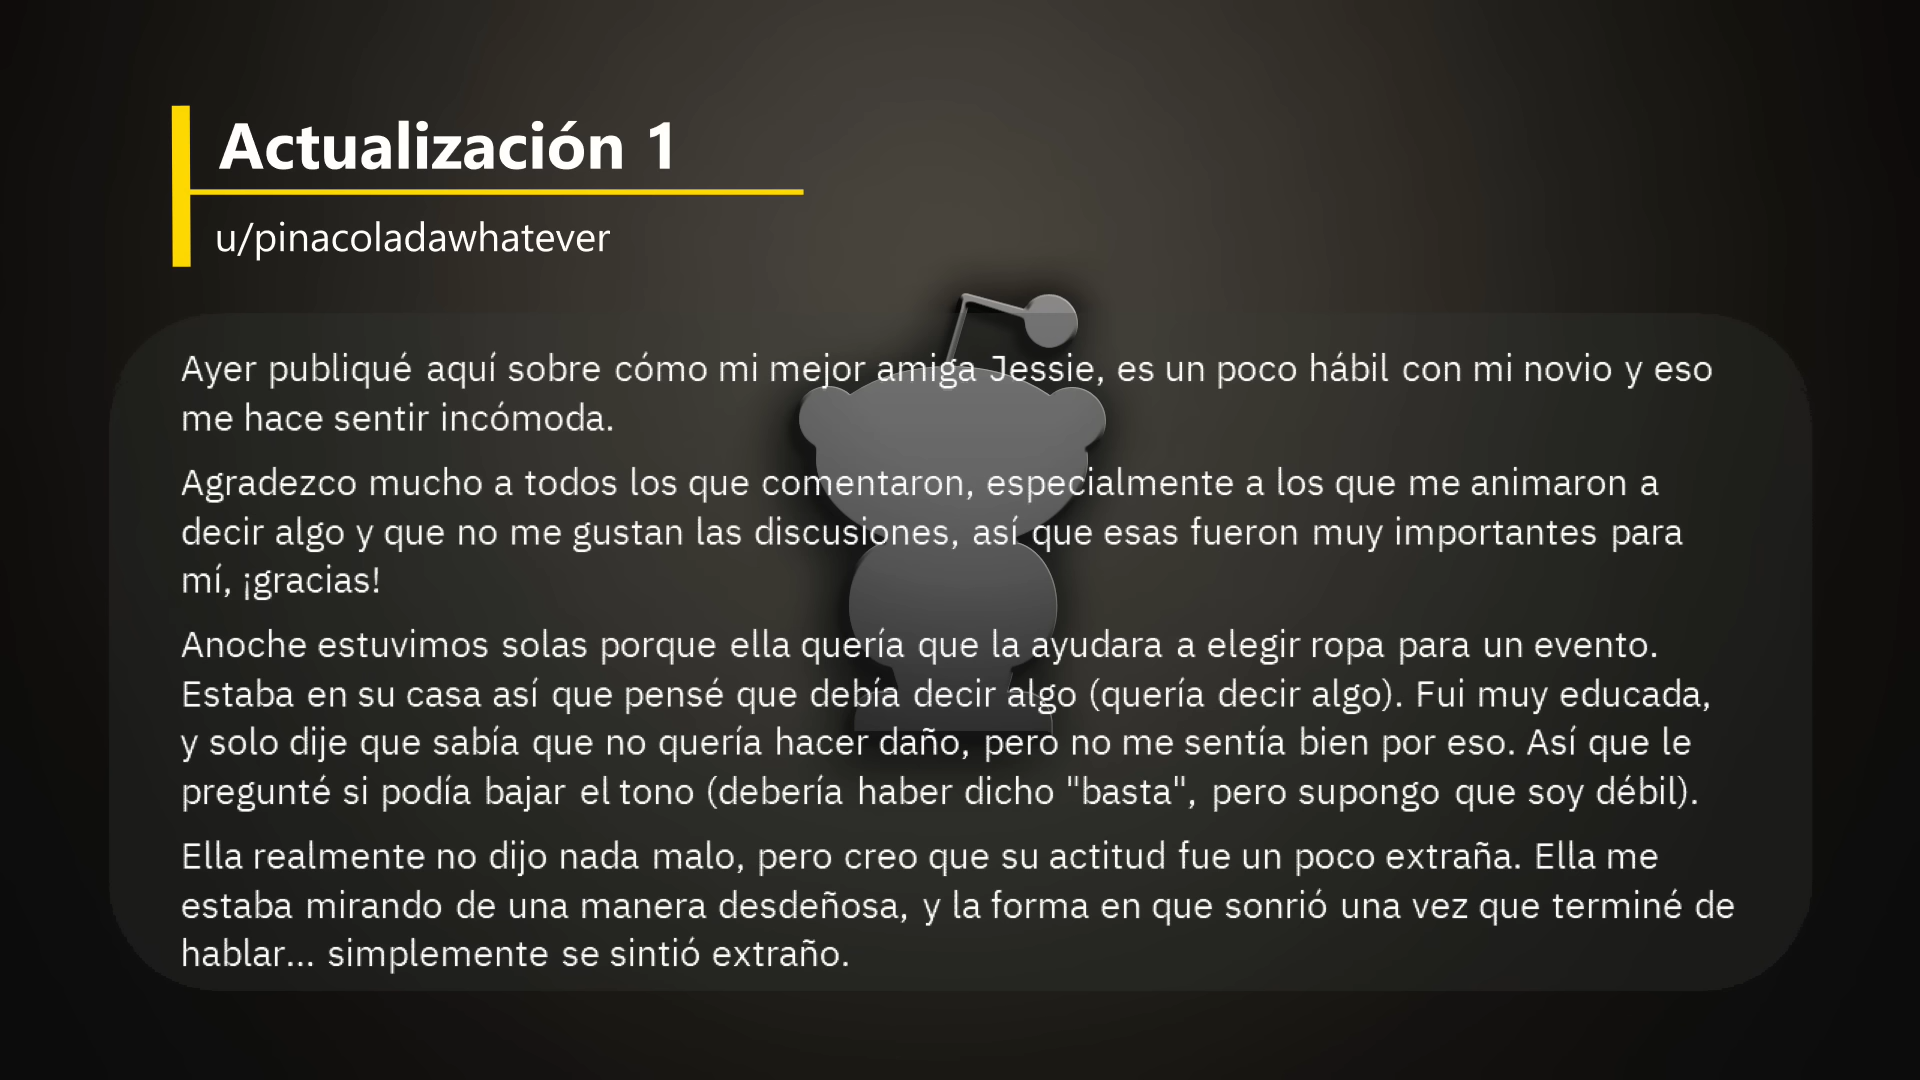 Actualización 1
u/pinacoladawhatever
Ayer publiqué aquí sobre cómo mi mejor amiga Jessie, es un poco hábil con mi novio y eso
me hace sentir incómoda.
Agradezco mucho a todos los que comentaron, especialmente a los que me animaron a
decir algo y que no me gustan las discusiones, así que esas fueron muy importantes para
mí, ¡gracias!
Anoche estuvimos solas porque ella quería que la ayudara a elegir ropa para un evento.
Estaba en su casa así que pensé que debía decir algo (quería decir algo). Fui muy educada,
y solo dije que sabía que no quería hacer daño, pero no me sentía bien por eso. Así que le
pregunté si podía bajar el tono (debería haber dicho "basta", pero supongo que soy débil).
Ella realmente no dijo nada malo, pero creo que su actitud fue un poco extraña. Ella me
estaba mirando de una manera desdeñosa, y la forma en que sonrió una vez que terminé de
hablar... simplemente se sintió extraño.